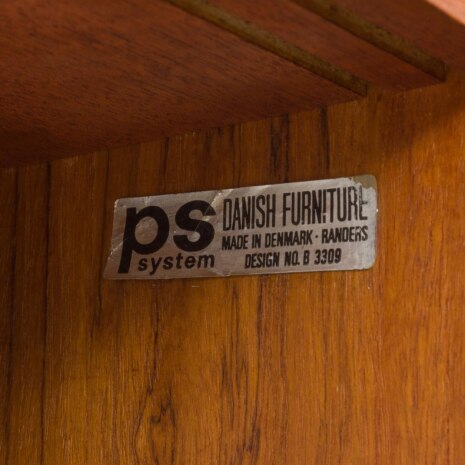 ps
system
DANISH FURNITURE
MADE IN DENMARK · RANDERS
DESIGN NO. B 3309